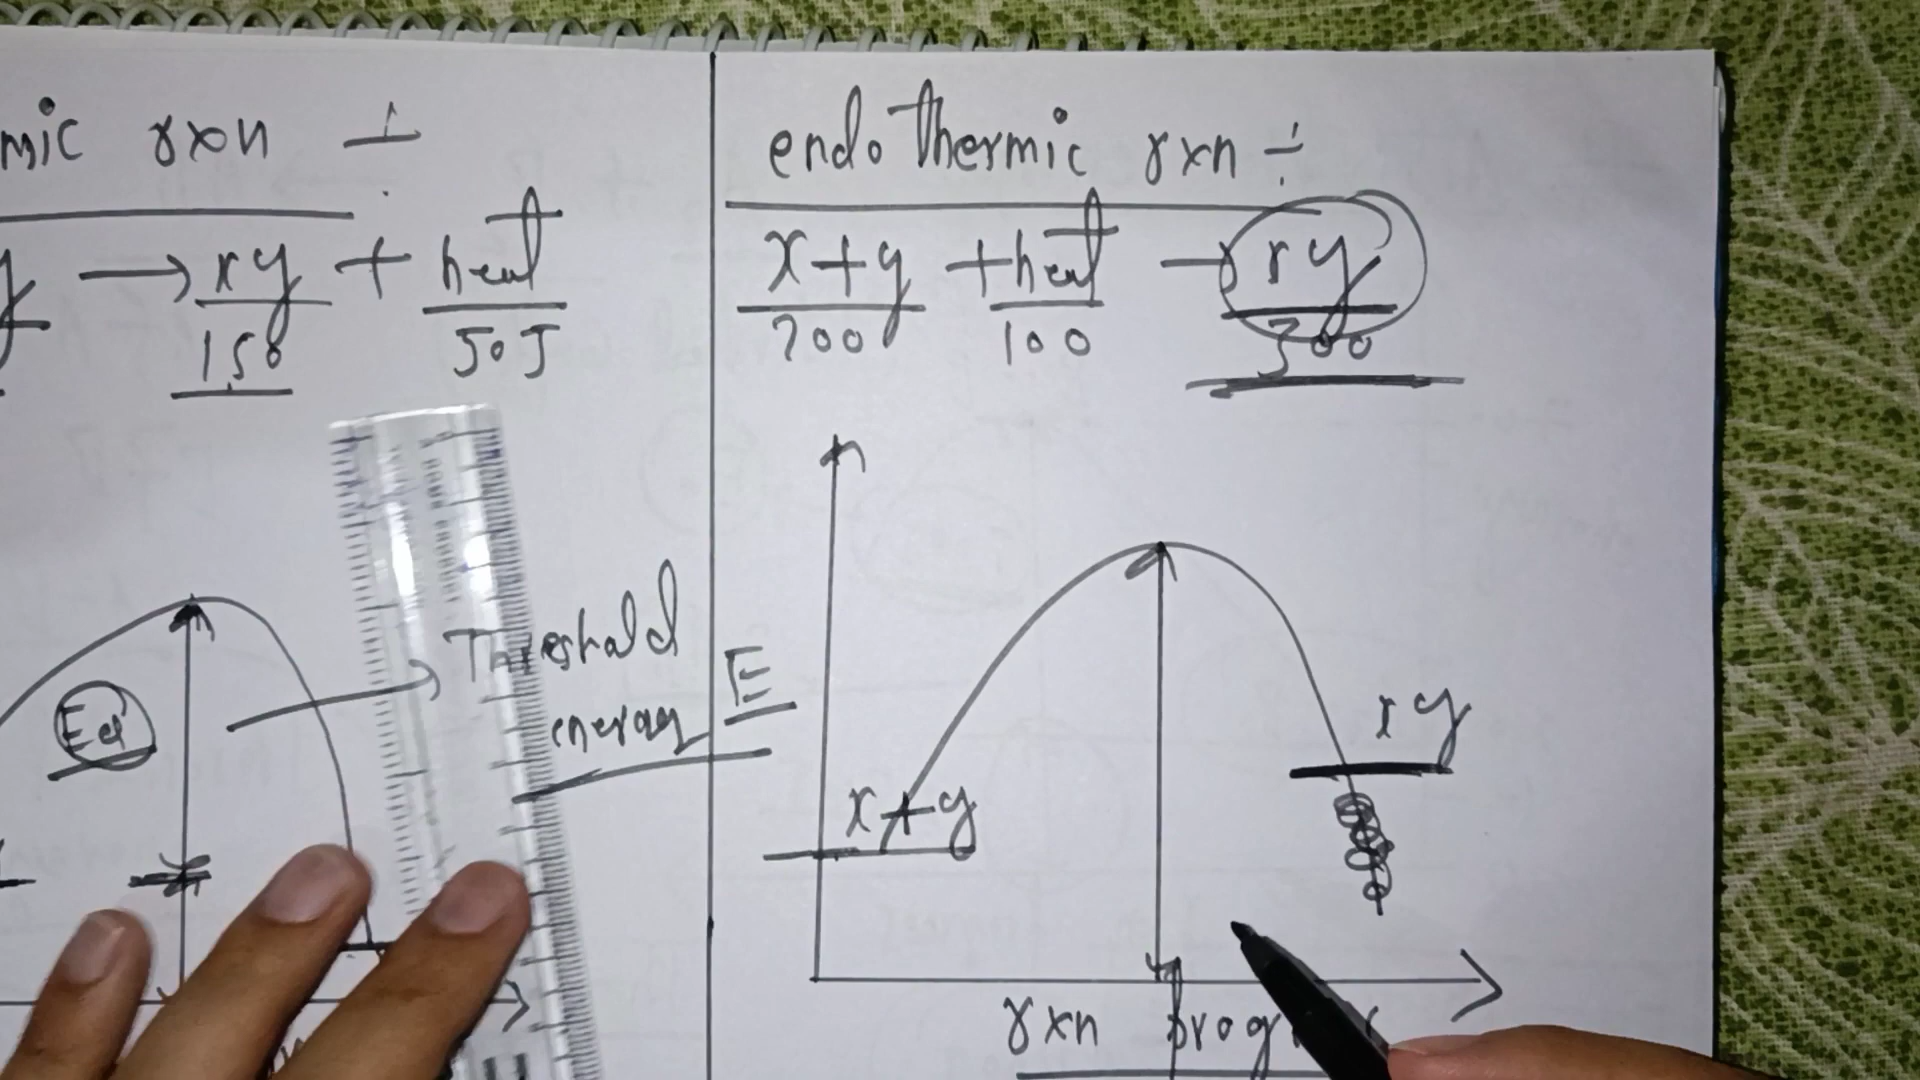 mic rxn ÷
y → xy + heat
150 50J
Ea
Threshold
energy
endothermic rxn ÷
x+y + heat → xy
200 100 300
E
x+y
xy
rxn